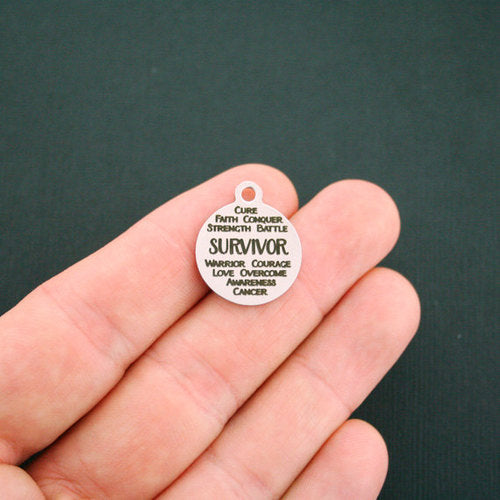 Cure
Faith Conquer
Strength Battle
SURVIVOR
Warrior Courage
Love Overcome
Awareness
Cancer